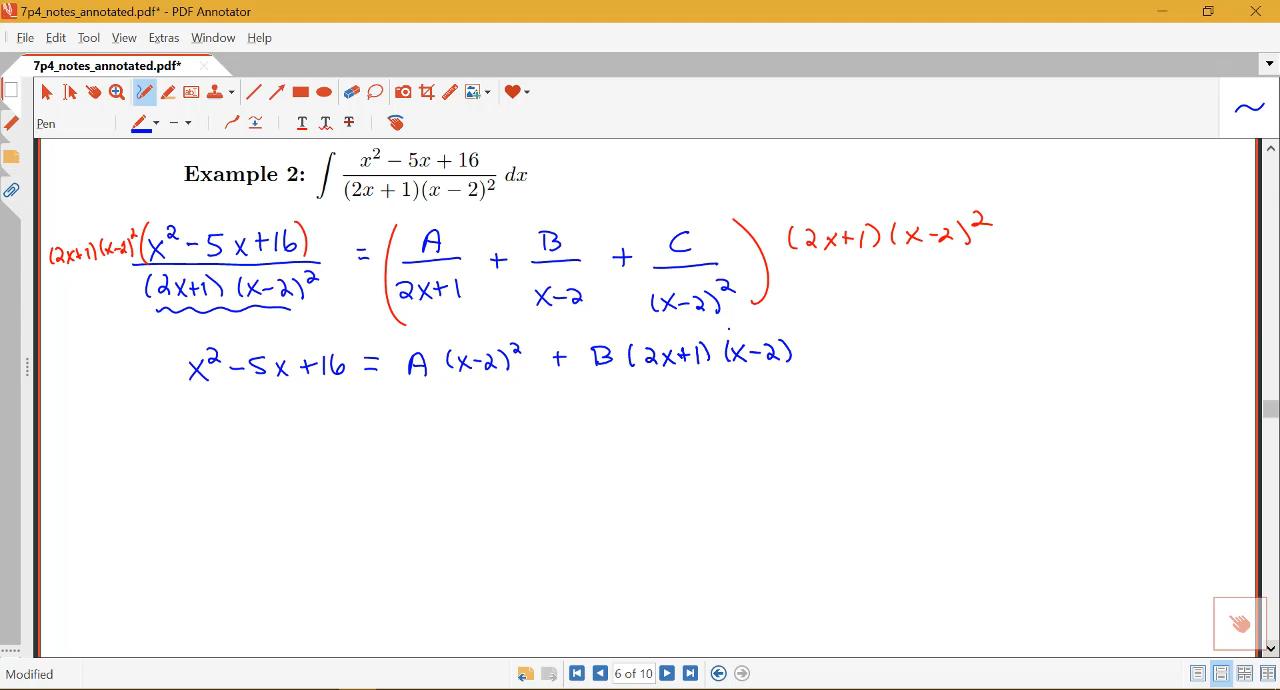 7p4_notes_annotated.pdf* - PDF Annotator
File Edit Tool View Extras Window Help
7p4_notes_annotated.pdf*
Pen
Example 2: ∫ (x² − 5x + 16)/((2x + 1)(x − 2)²) dx
(2x+1)(x-2)² (x² - 5x+16)/((2x+1)(x-2)²) = (A/(2x+1) + B/(x-2) + C/(x-2)²) (2x+1)(x-2)²
x² - 5x + 16 = A (x-2)² + B (2x+1) (x-2)
Modified
6 of 10